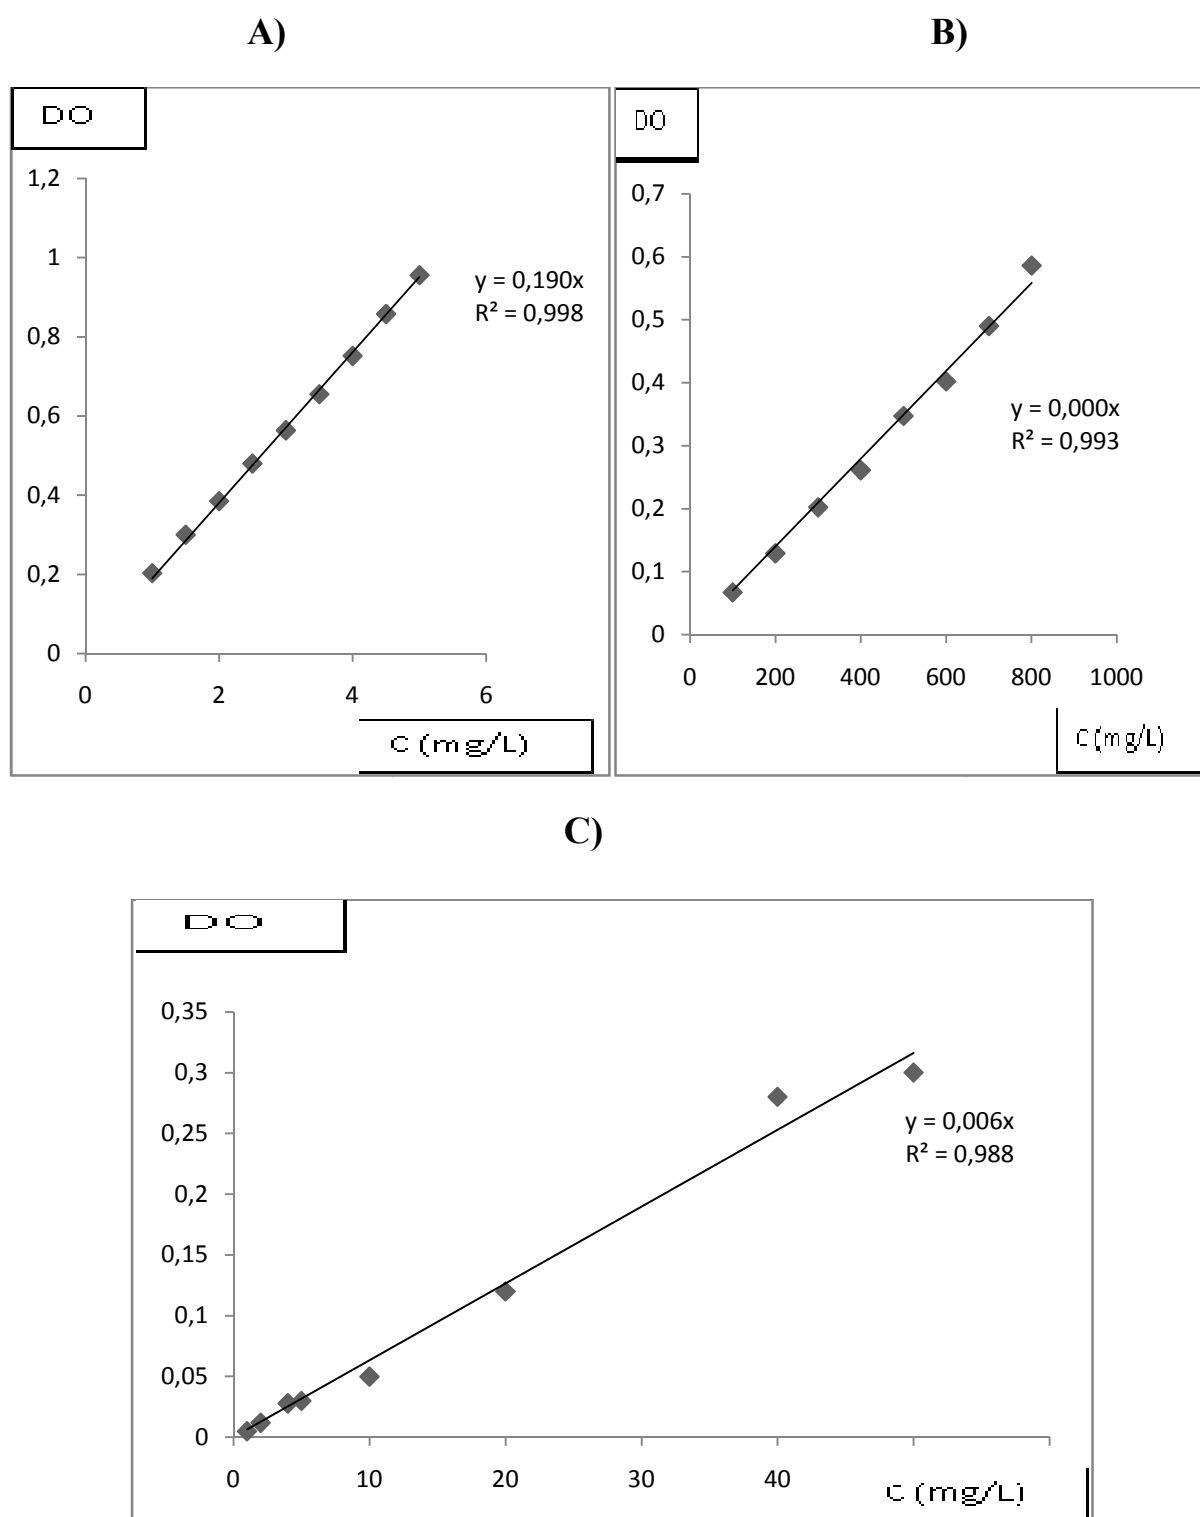 A)
B)
DO
1,2
1
0,8
0,6
0,4
0,2
0
0 2 4 6
y = 0,190x
R² = 0,998
C (mg/L)
DO
0,7
0,6
0,5
0,4
0,3
0,2
0,1
0
0 200 400 600 800 1000
y = 0,000x
R² = 0,993
C (mg/L)
C)
DO
0,35
0,3
0,25
0,2
0,15
0,1
0,05
0
0 10 20 30 40
y = 0,006x
R² = 0,988
C (mg/L)